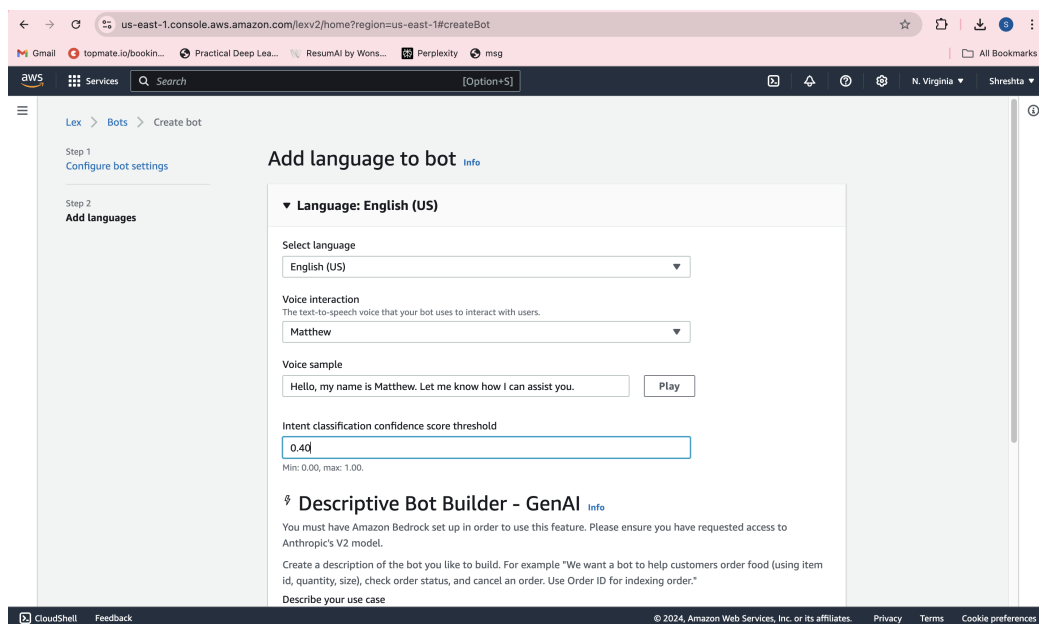 us-east-1.console.aws.amazon.com/lexv2/home?region=us-east-1#createBot
S
Gmail topmate.io/bookin... Practical Deep Lea... ResumAI by Wons... Perplexity msg All Bookmarks
aws Services Search [Option+S] N. Virginia ▼ Shreshta ▼
Lex > Bots > Create bot
Step 1
Configure bot settings
Step 2
Add languages
Add language to bot Info
▼ Language: English (US)
Select language
English (US)
Voice interaction
The text-to-speech voice that your bot uses to interact with users.
Matthew
Voice sample
Hello, my name is Matthew. Let me know how I can assist you. Play
Intent classification confidence score threshold
0.40
Min: 0.00, max: 1.00.
Descriptive Bot Builder - GenAI Info
You must have Amazon Bedrock set up in order to use this feature. Please ensure you have requested access to
Anthropic's V2 model.
Create a description of the bot you like to build. For example "We want a bot to help customers order food (using item
id, quantity, size), check order status, and cancel an order. Use Order ID for indexing order."
Describe your use case
CloudShell Feedback © 2024, Amazon Web Services, Inc. or its affiliates. Privacy Terms Cookie preferences